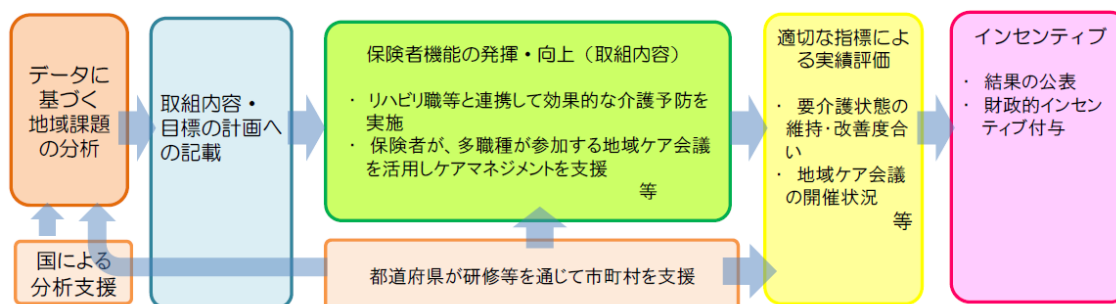 データに
基づく
地域課題
の分析
取組内容・
目標の計画へ
の記載
保険者機能の発揮・向上（取組内容）
・ リハビリ職等と連携して効果的な介護予防を
実施
・ 保険者が、多職種が参加する地域ケア会議
を活用しケアマネジメントを支援
等
適切な指標によ
る実績評価
・ 要介護状態の
維持・改善度合
い
・ 地域ケア会議
の開催状況
等
インセンティブ
・ 結果の公表
・ 財政的インセン
ティブ付与
国による
分析支援
都道府県が研修等を通じて市町村を支援